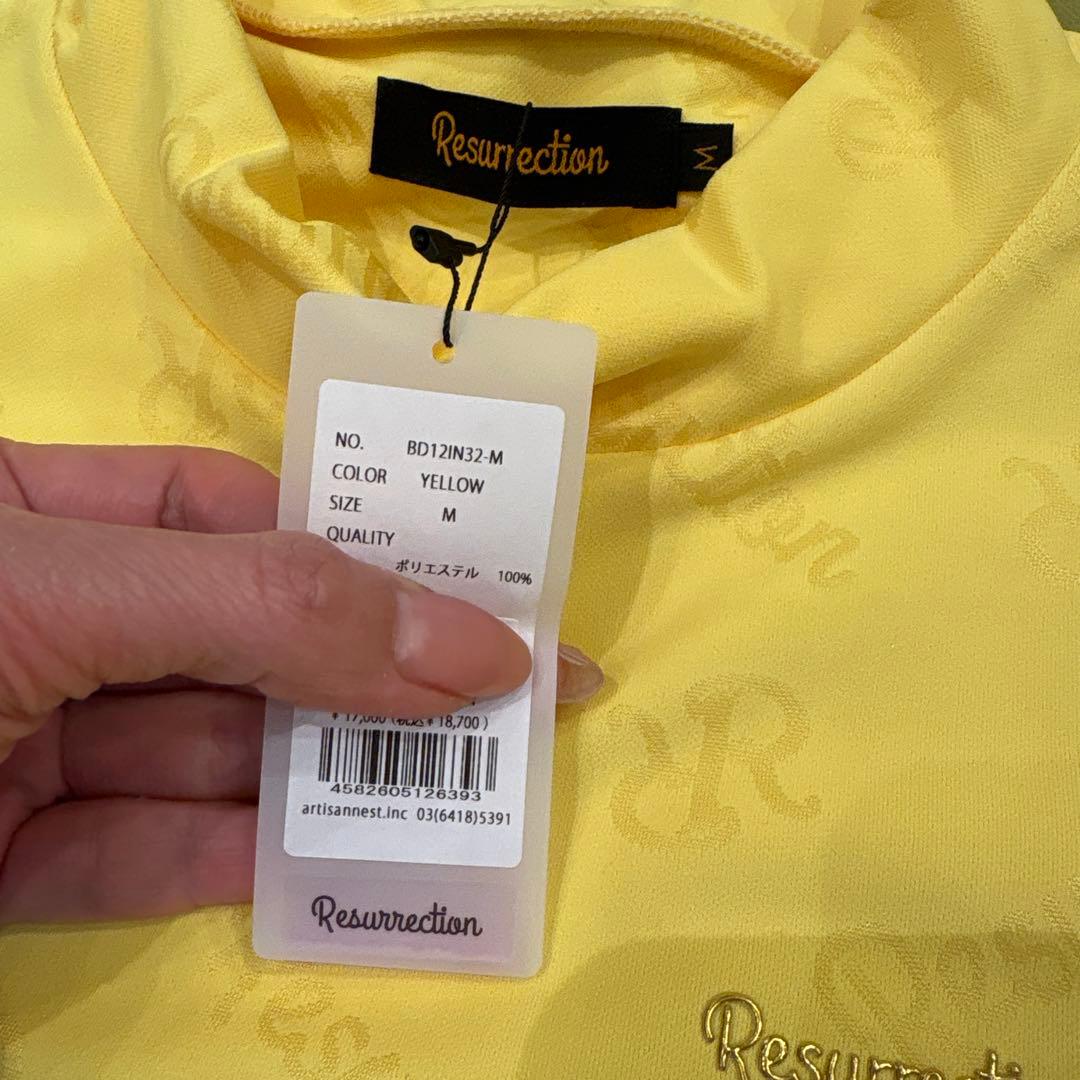 Resurrection
M
NO. BD12IN32-M
COLOR YELLOW
SIZE M
QUALITY
ポリエステル 100%
¥17,000(税込¥18,700)
4582605126393
artisannest.inc 03(6418)5391
Resurrection
R
Resurrecti